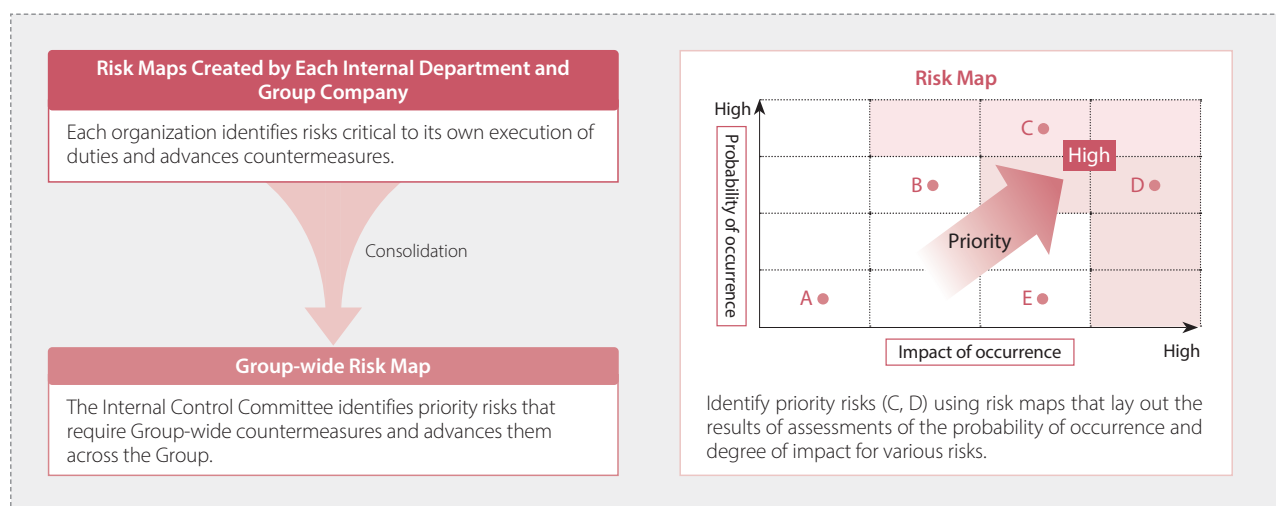 Risk Maps Created by Each Internal Department and
Group Company
Each organization identifies risks critical to its own execution of
duties and advances countermeasures.
Consolidation
Group-wide Risk Map
The Internal Control Committee identifies priority risks that
require Group-wide countermeasures and advances them
across the Group.
Risk Map
High
Probability of occurrence
C
High
B
D
Priority
A
E
Impact of occurrence
High
Identify priority risks (C, D) using risk maps that lay out the
results of assessments of the probability of occurrence and
degree of impact for various risks.